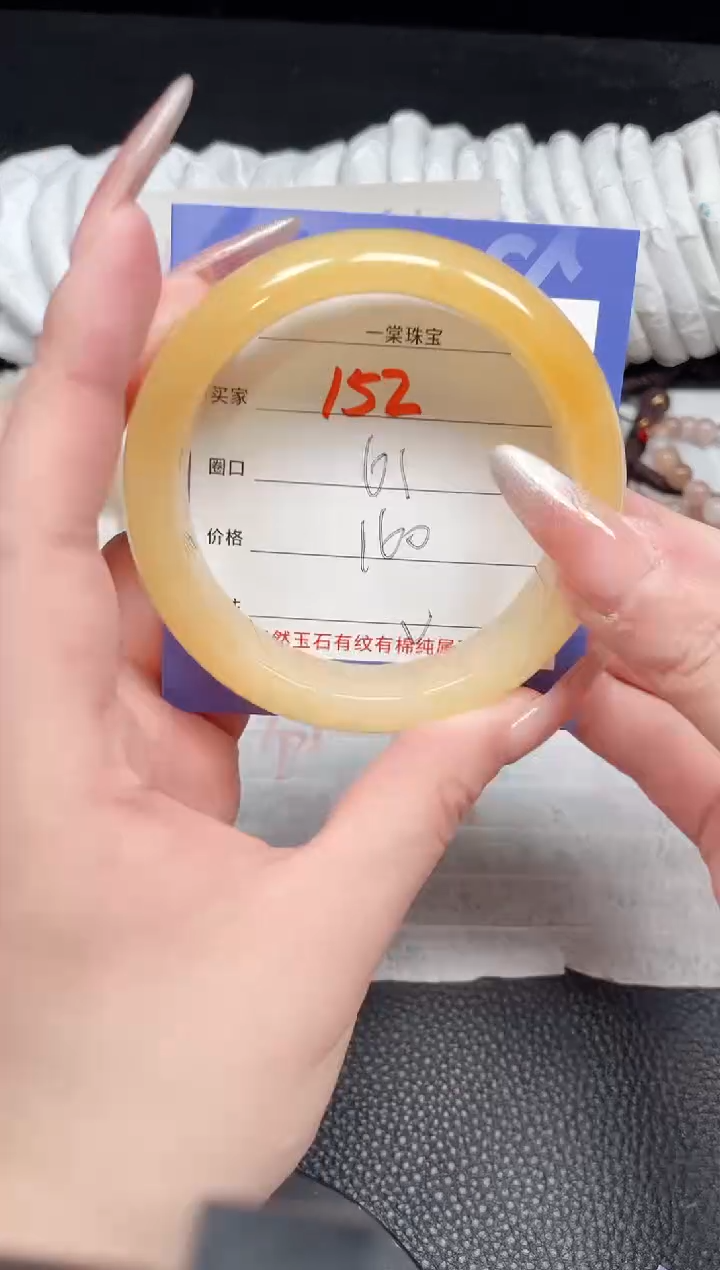 一棠珠宝
买家 152
圈口 61
价格 160
然玉石有纹有棉纯属